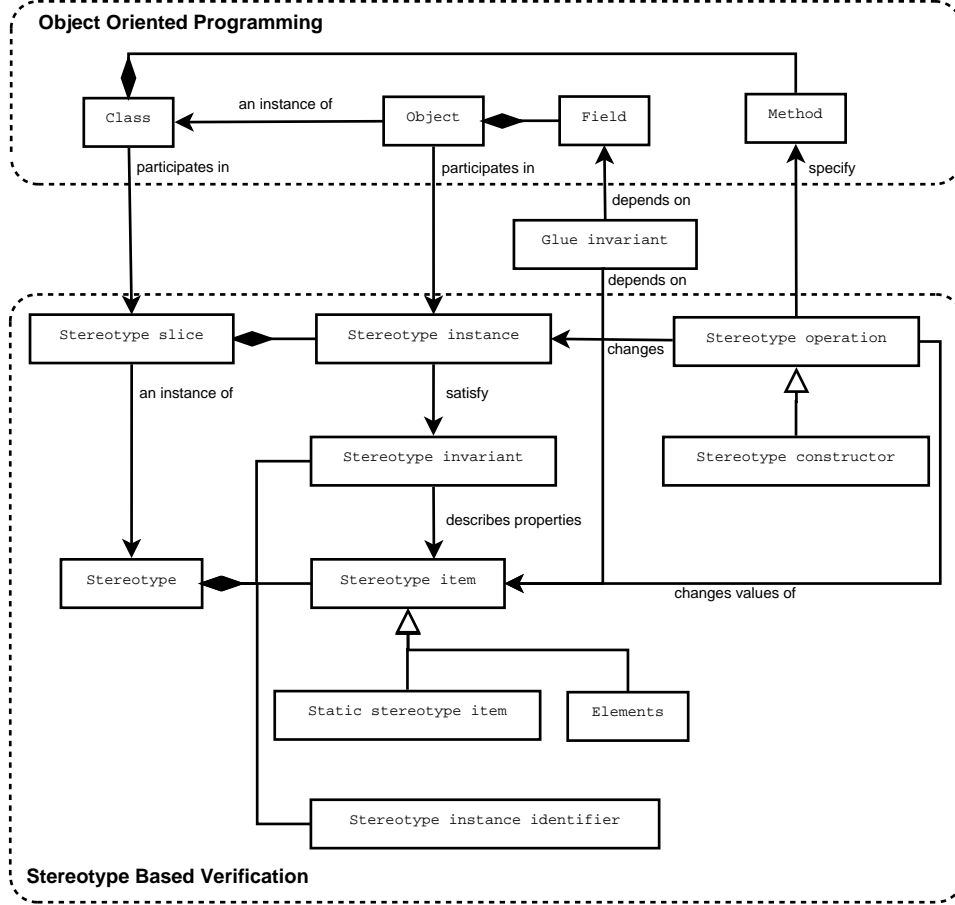 Object Oriented Programming
an instance of
Class
Object
Field
Method
participates in
participates in
specify
depends on
Glue invariant
depends on
Stereotype slice
Stereotype instance
changes
Stereotype operation
an instance of
satisfy
Stereotype invariant
Stereotype constructor
describes properties
Stereotype
Stereotype item
changes values of
Static stereotype item
Elements
Stereotype instance identifier
Stereotype Based Verification